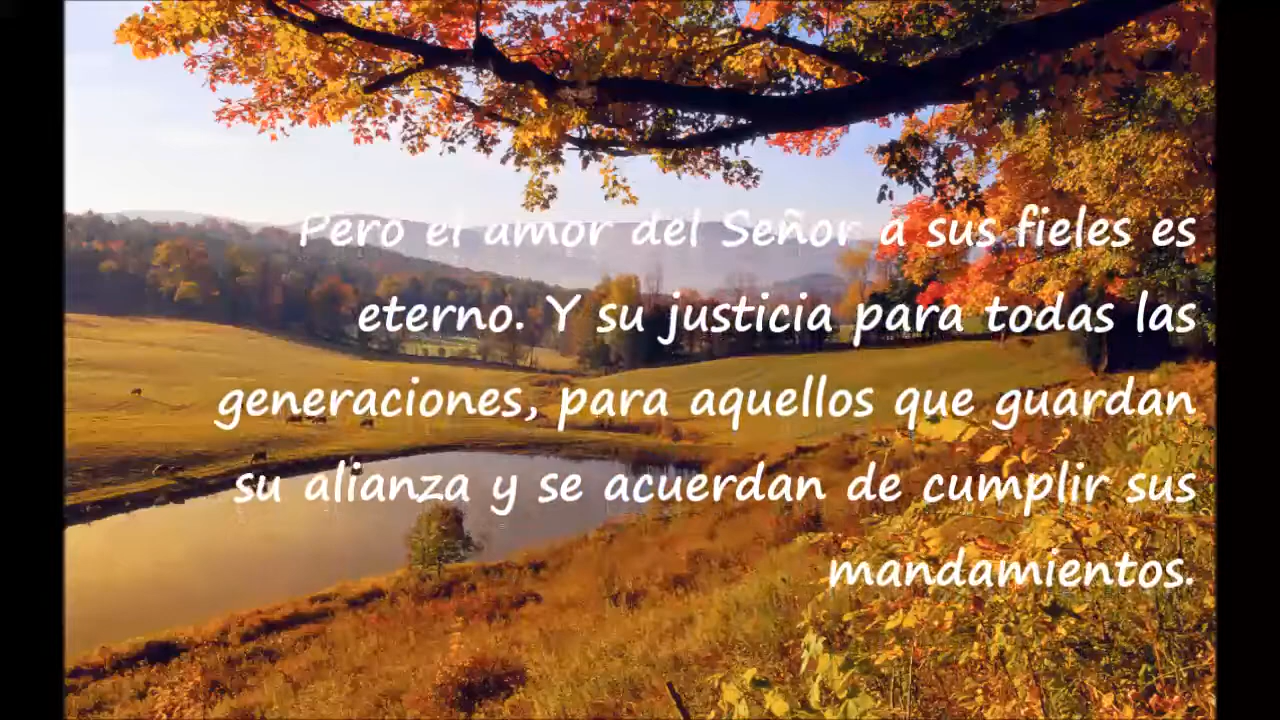 Pero el amor del Señor a sus fieles es
eterno. Y su justicia para todas las
generaciones, para aquellos que guardan
su alianza y se acuerdan de cumplir sus
mandamientos.